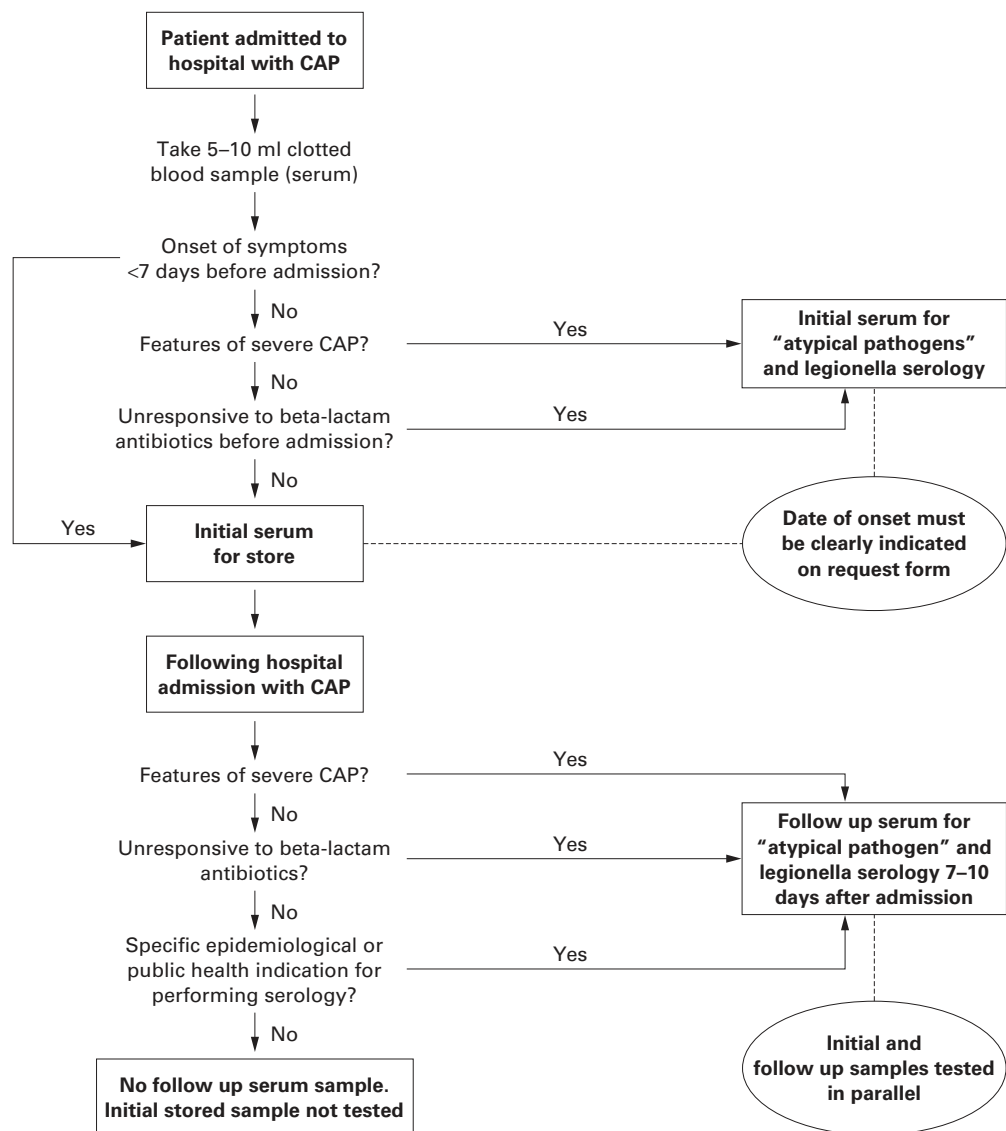 Patient admitted to
hospital with CAP
Take 5–10 ml clotted
blood sample (serum)
Onset of symptoms
<7 days before admission?
No
Features of severe CAP?
Yes
Initial serum for
“atypical pathogens”
and legionella serology
No
Unresponsive to beta-lactam
antibiotics before admission?
Yes
No
Yes
Initial serum
for store
Date of onset must
be clearly indicated
on request form
Following hospital
admission with CAP
Features of severe CAP?
Yes
No
Unresponsive to beta-lactam
antibiotics?
Yes
Follow up serum for
“atypical pathogen” and
legionella serology 7–10
days after admission
No
Specific epidemiological or
public health indication for
performing serology?
Yes
No
No follow up serum sample.
Initial stored sample not tested
Initial and
follow up samples tested
in parallel